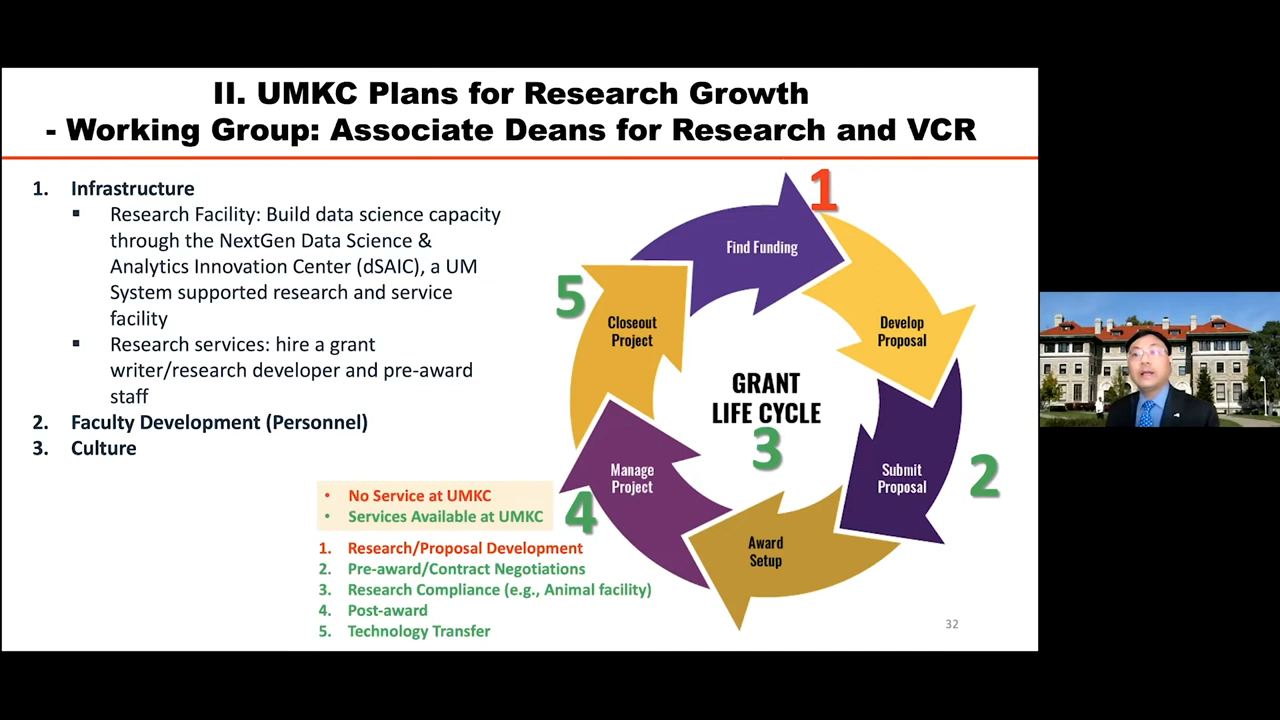 II. UMKC Plans for Research Growth
- Working Group: Associate Deans for Research and VCR
1. Infrastructure
▪ Research Facility: Build data science capacity
through the NextGen Data Science &
Analytics Innovation Center (dSAIC), a UM
System supported research and service
facility
▪ Research services: hire a grant
writer/research developer and pre-award
staff
2. Faculty Development (Personnel)
3. Culture
• No Service at UMKC
• Services Available at UMKC
1. Research/Proposal Development
2. Pre-award/Contract Negotiations
3. Research Compliance (e.g., Animal facility)
4. Post-award
5. Technology Transfer
1
Find Funding
Develop
Proposal
2
Submit
Proposal
Award
Setup
4
Manage
Project
5
Closeout
Project
GRANT
LIFE CYCLE
3
32